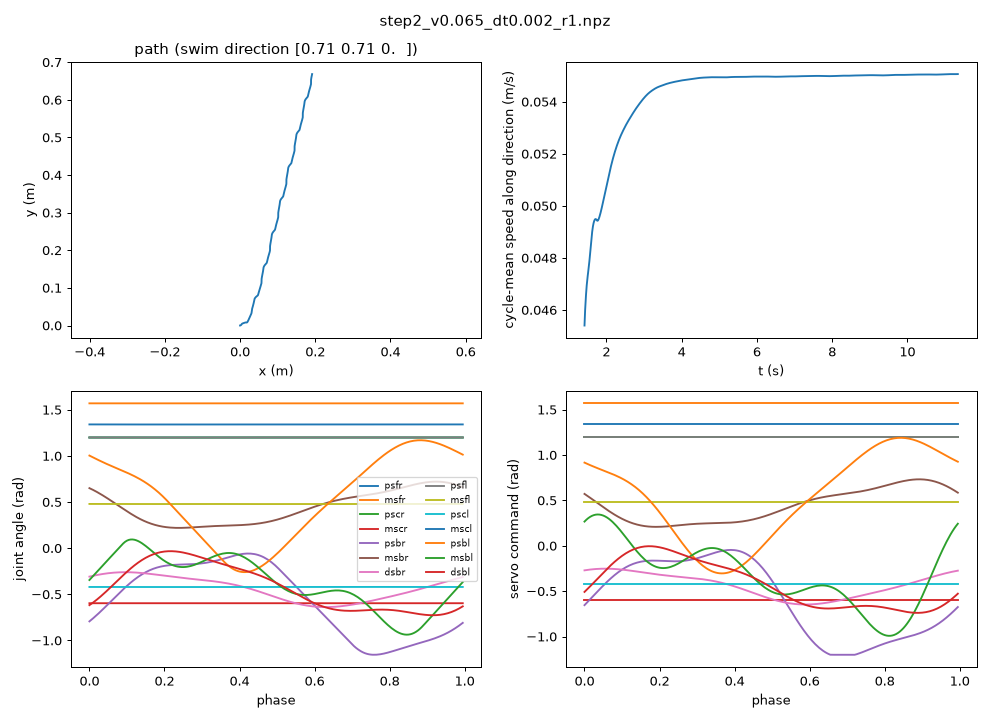 step2_v0.065_dt0.002_r1.npz
path (swim direction [0.71 0.71 0.  ])
0.7
0.6
0.5
0.4
0.3
0.2
0.1
0.0
y (m)
−0.4
−0.2
0.0
0.2
0.4
0.6
x (m)
0.054
0.052
0.050
0.048
0.046
cycle-mean speed along direction (m/s)
2
4
6
8
10
t (s)
1.5
1.0
0.5
0.0
−0.5
−1.0
joint angle (rad)
psfr
msfr
pscr
mscr
psbr
msbr
dsbr
psfl
msfl
pscl
mscl
psbl
msbl
dsbl
0.0
0.2
0.4
0.6
0.8
1.0
phase
1.5
1.0
0.5
0.0
−0.5
−1.0
servo command (rad)
0.0
0.2
0.4
0.6
0.8
1.0
phase